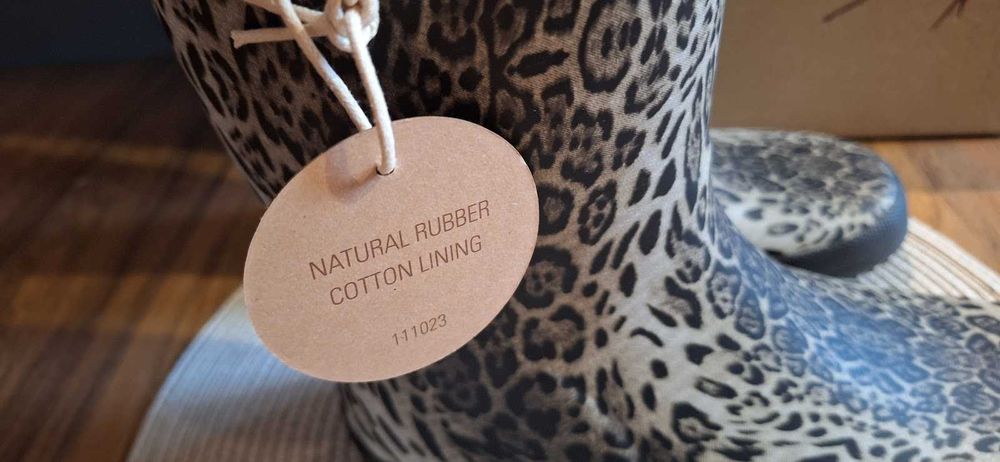 NATURAL RUBBER
COTTON LINING
111023